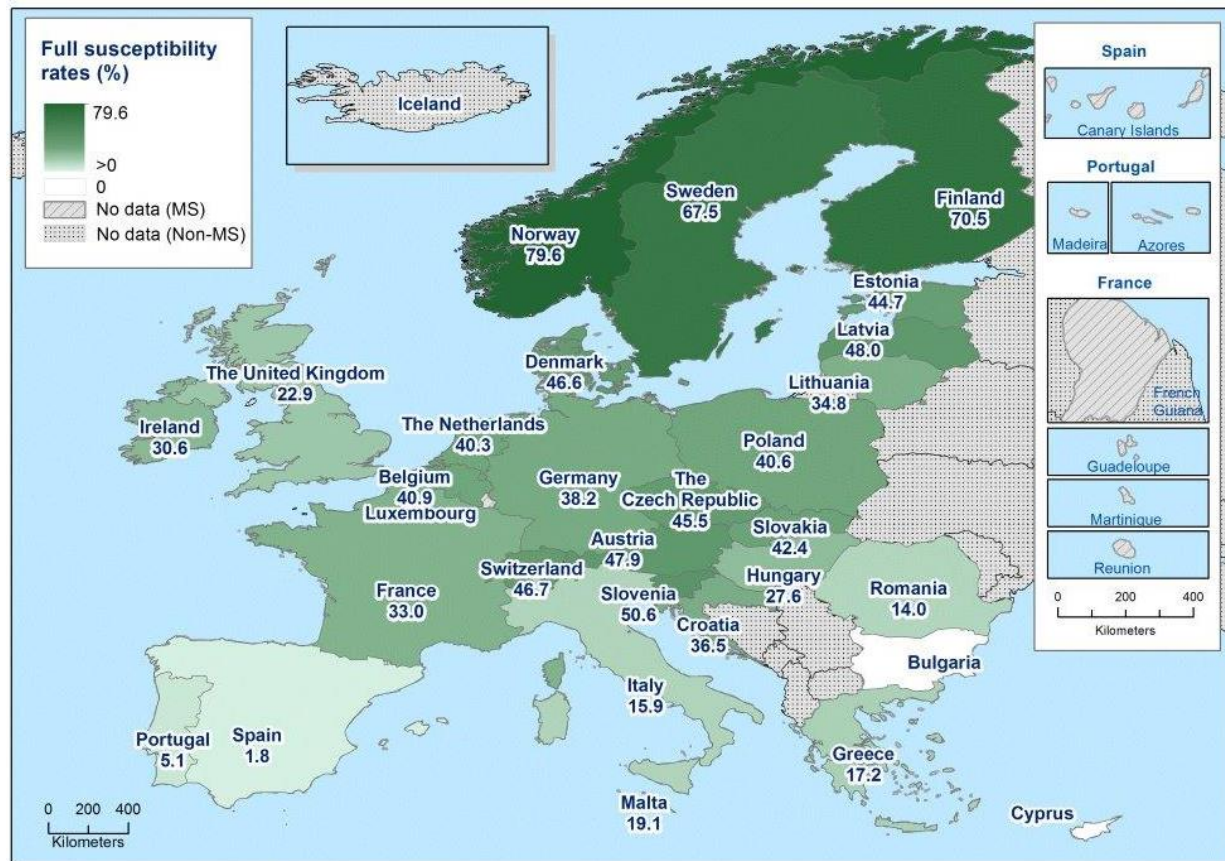 Full susceptibility
rates (%)
79.6
>0
0
No data (MS)
No data (Non-MS)
Iceland
Spain
Canary Islands
Portugal
Madeira
Azores
France
French
Guiana
Guadeloupe
Martinique
Reunion
0 200 400
Kilometers
Sweden
67.5
Finland
70.5
Norway
79.6
Estonia
44.7
Latvia
48.0
Denmark
46.6
Lithuania
34.8
The United Kingdom
22.9
Ireland
30.6
The Netherlands
40.3
Poland
40.6
Belgium
40.9
Luxembourg
Germany
38.2
The
Czech Republic
45.5
Slovakia
42.4
Austria
47.9
Switzerland
46.7
Hungary
27.6
France
33.0
Slovenia
50.6
Romania
14.0
Croatia
36.5
Bulgaria
Italy
15.9
Portugal
5.1
Spain
1.8
Greece
17.2
Malta
19.1
Cyprus
0 200 400
Kilometers